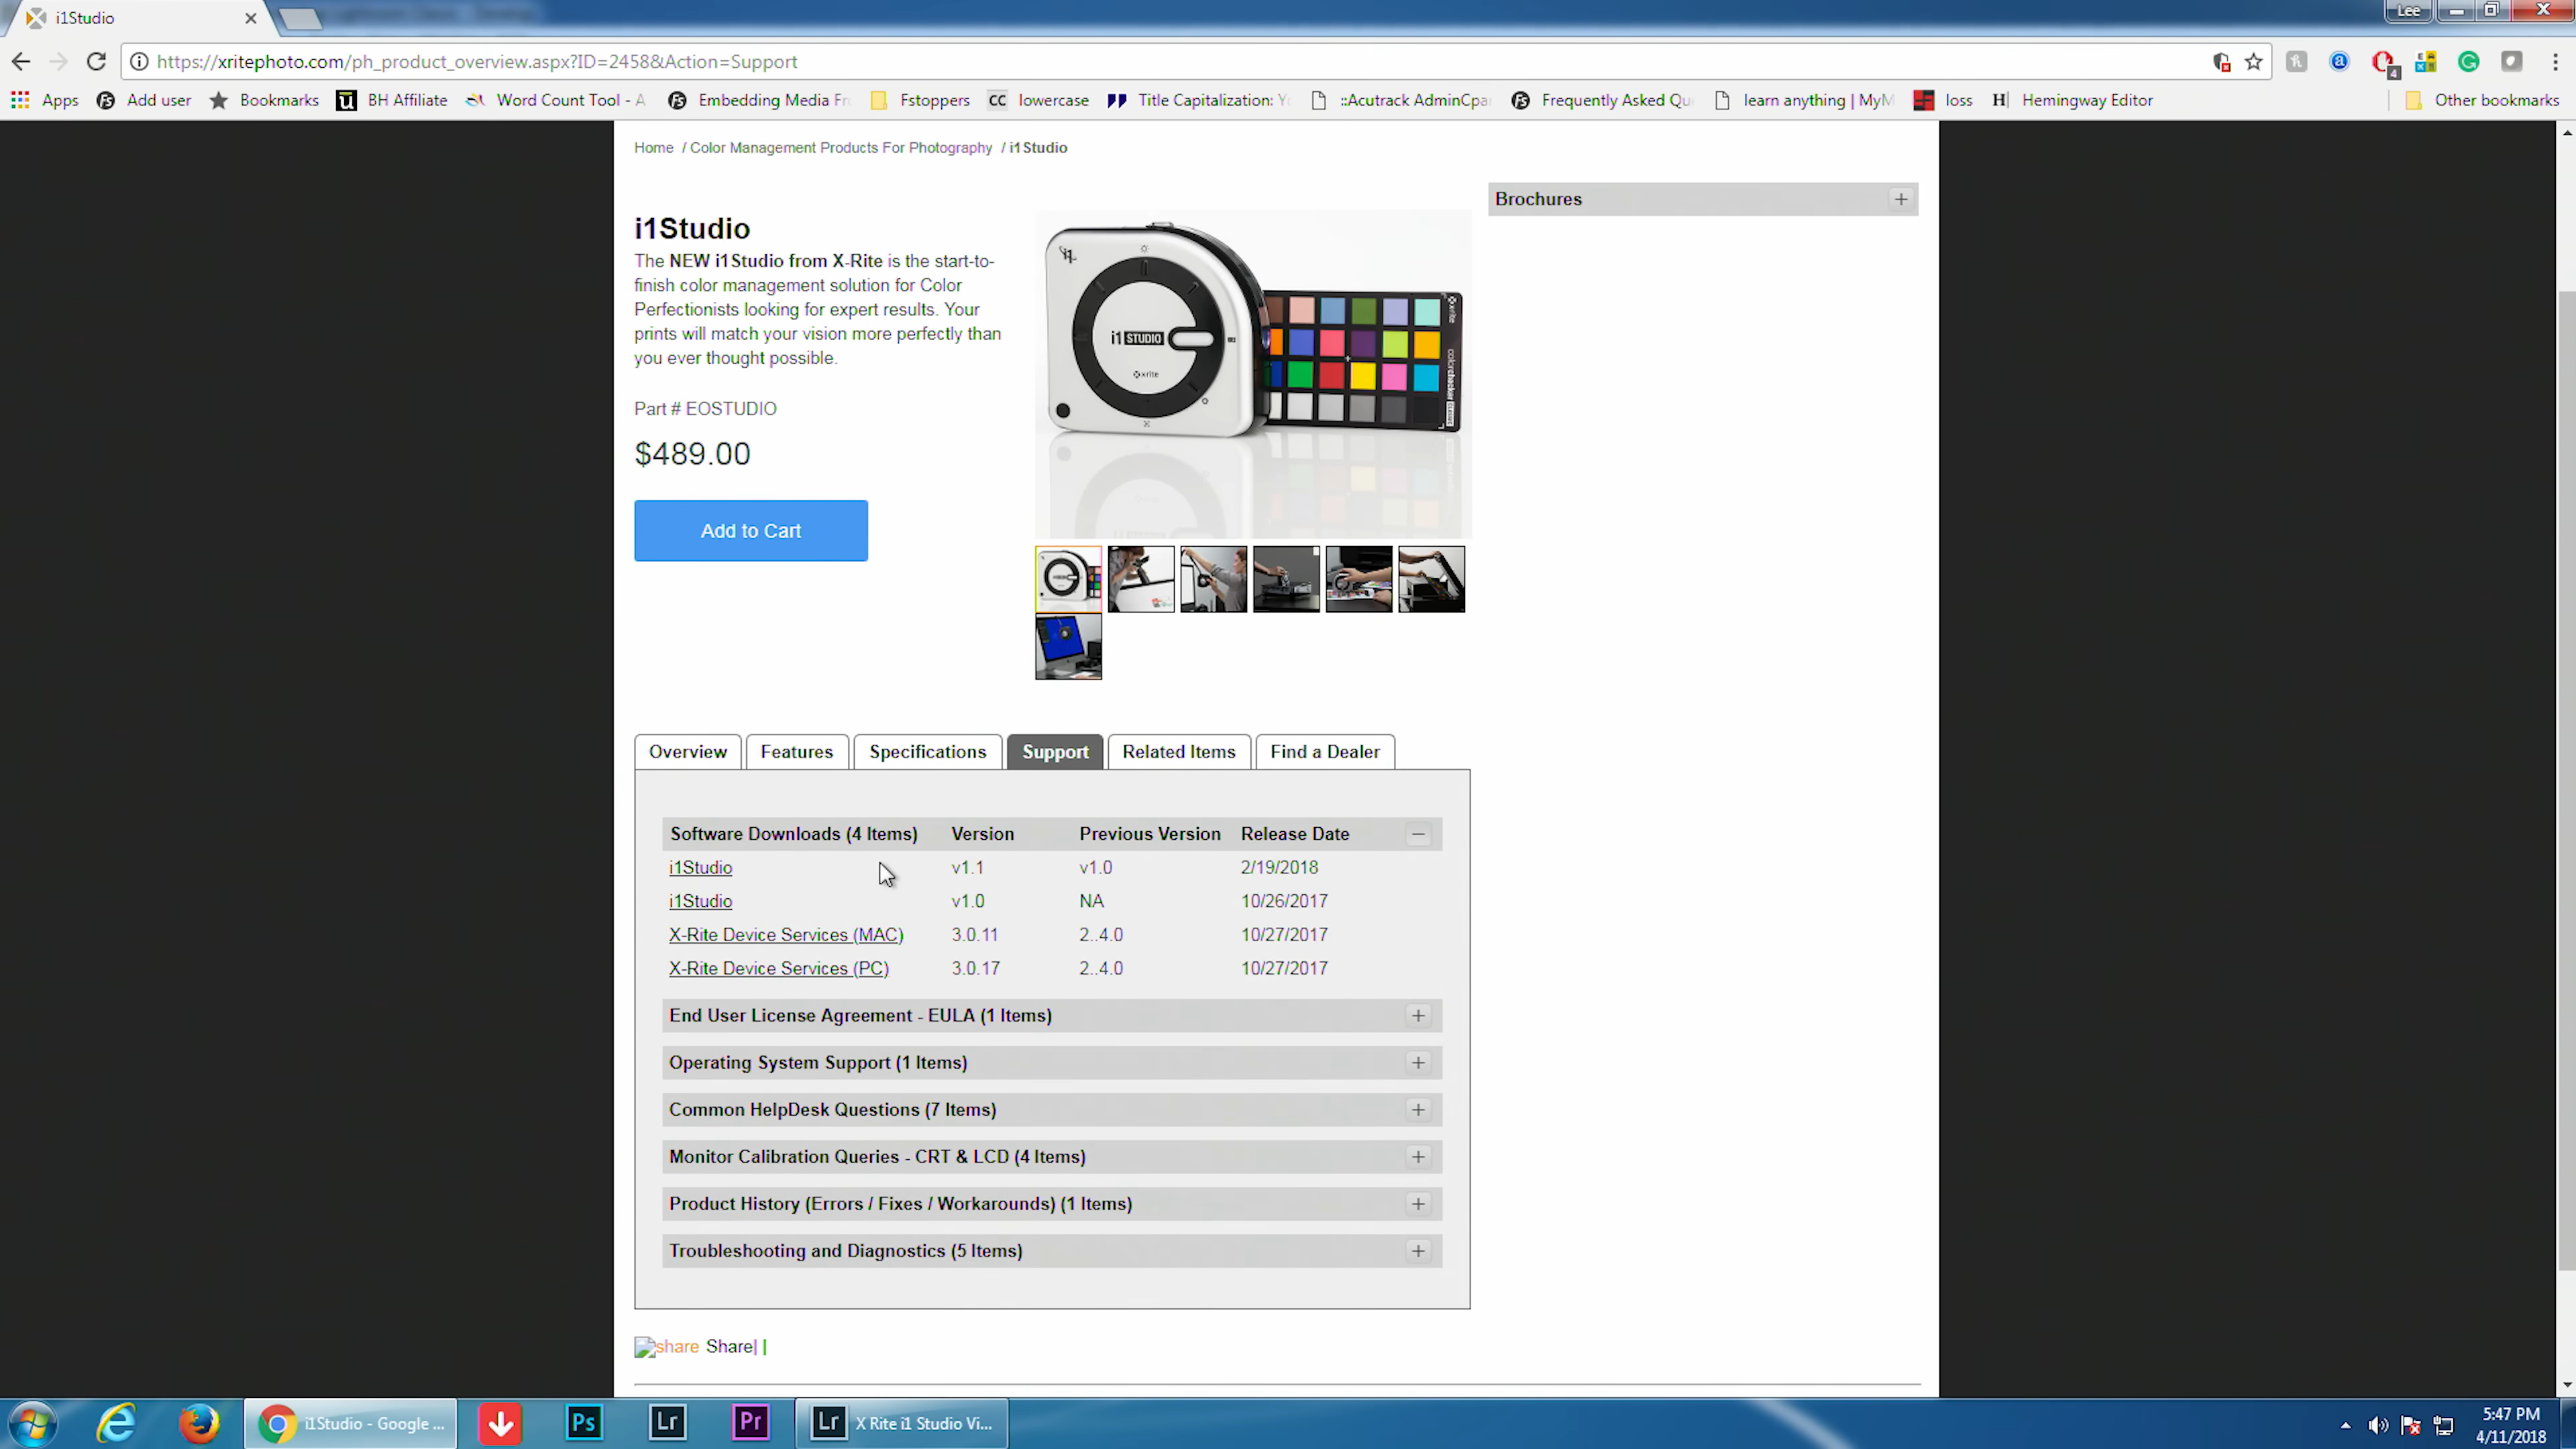 i1Studio
Lee
https://xritephoto.com/ph_product_overview.aspx?ID=2458&Action=Support
4
Apps Add user Bookmarks BH Affiliate Word Count Tool - A Embedding Media Fr Fstoppers CC lowercase Title Capitalization: Y ::Acutrack AdminCpa Frequently Asked Qu learn anything | MyM loss H Hemingway Editor Other bookmarks
Home / Color Management Products For Photography / i1Studio
Brochures +
i1Studio
The NEW i1Studio from X-Rite is the start-to-
finish color management solution for Color
Perfectionists looking for expert results. Your
prints will match your vision more perfectly than
you ever thought possible.
Part # EOSTUDIO
$489.00
Add to Cart
i1
i1 STUDIO
xrite
Overview Features Specifications Support Related Items Find a Dealer
Software Downloads (4 Items) Version Previous Version Release Date
i1Studio v1.1 v1.0 2/19/2018
i1Studio v1.0 NA 10/26/2017
X-Rite Device Services (MAC) 3.0.11 2..4.0 10/27/2017
X-Rite Device Services (PC) 3.0.17 2..4.0 10/27/2017
End User License Agreement - EULA (1 Items) +
Operating System Support (1 Items) +
Common HelpDesk Questions (7 Items) +
Monitor Calibration Queries - CRT & LCD (4 Items) +
Product History (Errors / Fixes / Workarounds) (1 Items) +
Troubleshooting and Diagnostics (5 Items) +
share Share| |
i1Studio - Google ... Ps Lr Pr Lr X Rite i1 Studio Vi...
5:47 PM
4/11/2018